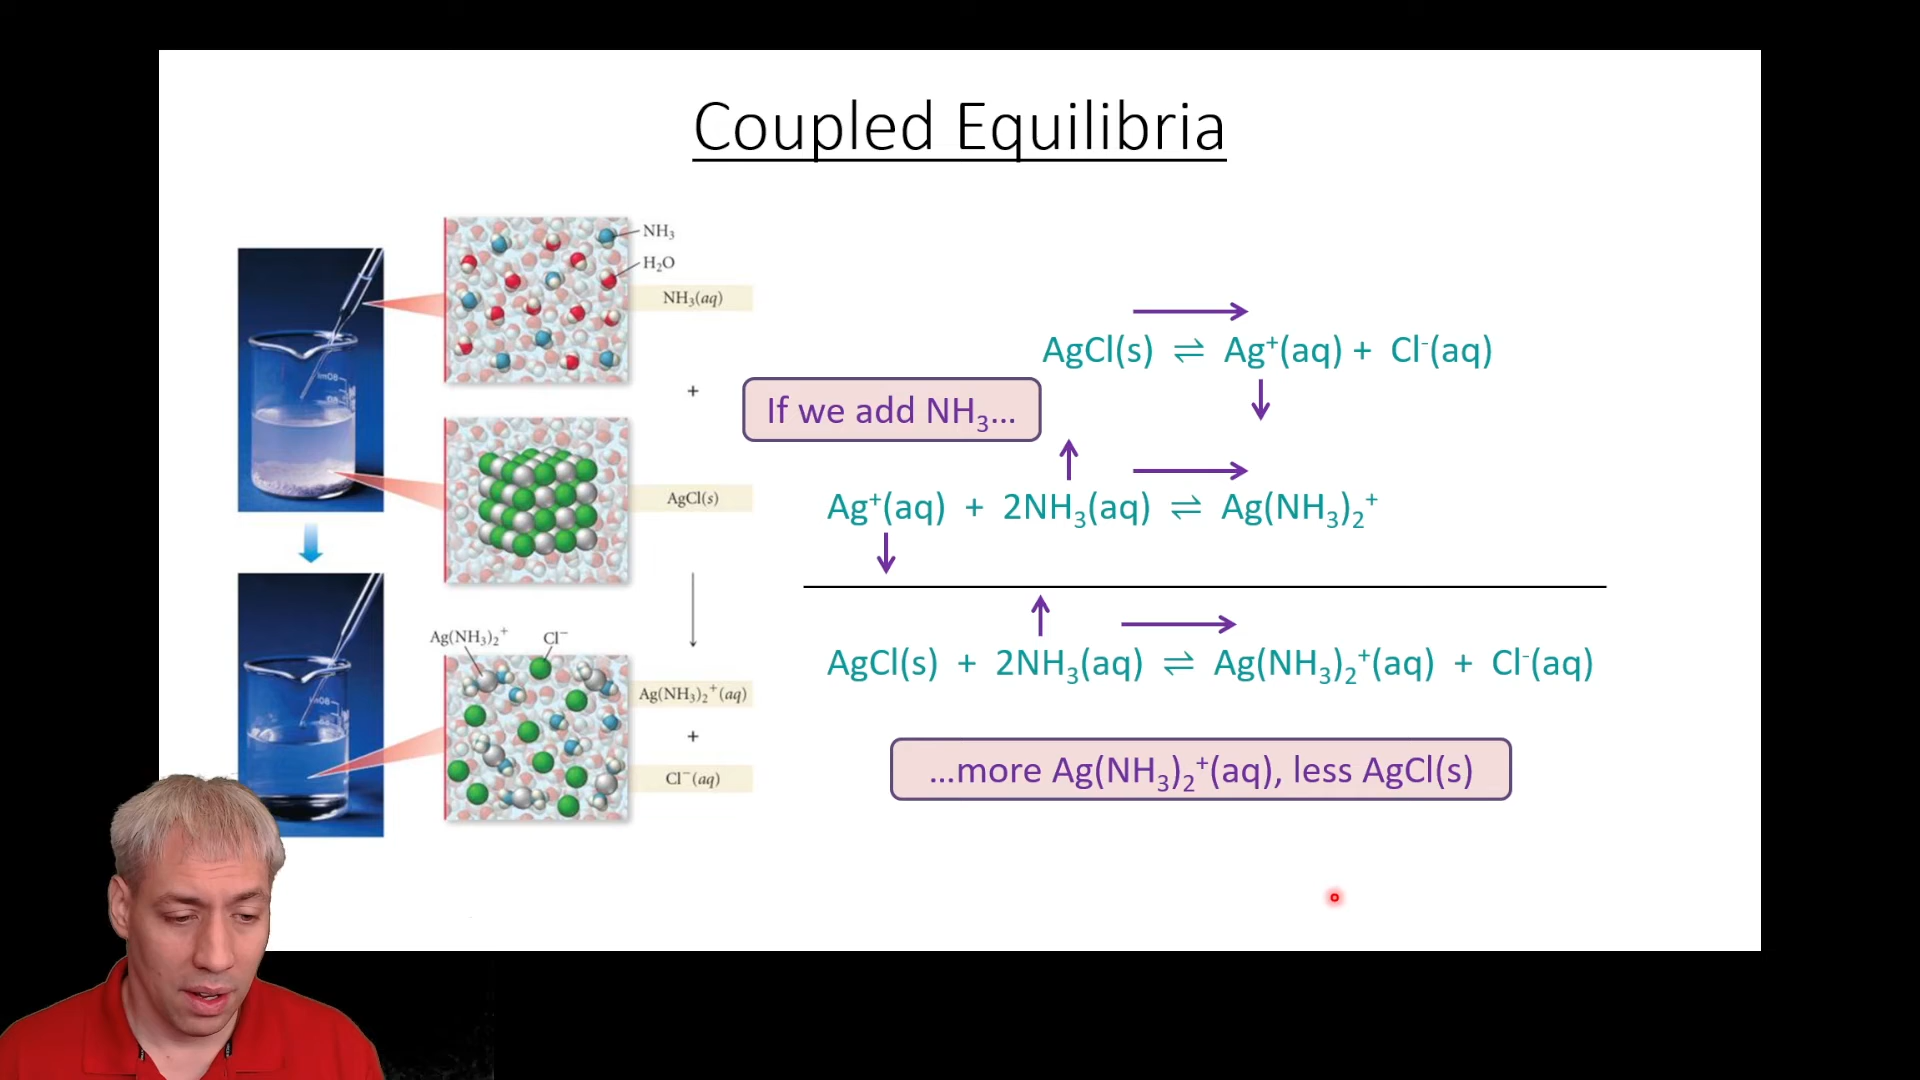 Coupled Equilibria
NH₃
H₂O
NH₃(aq)
+
AgCl(s)
Ag(NH₃)₂⁺ Cl⁻
Ag(NH₃)₂⁺(aq)
+
Cl⁻(aq)
AgCl(s) ⇌ Ag⁺(aq) + Cl⁻(aq)
If we add NH₃...
Ag⁺(aq) + 2NH₃(aq) ⇌ Ag(NH₃)₂⁺
AgCl(s) + 2NH₃(aq) ⇌ Ag(NH₃)₂⁺(aq) + Cl⁻(aq)
...more Ag(NH₃)₂⁺(aq), less AgCl(s)